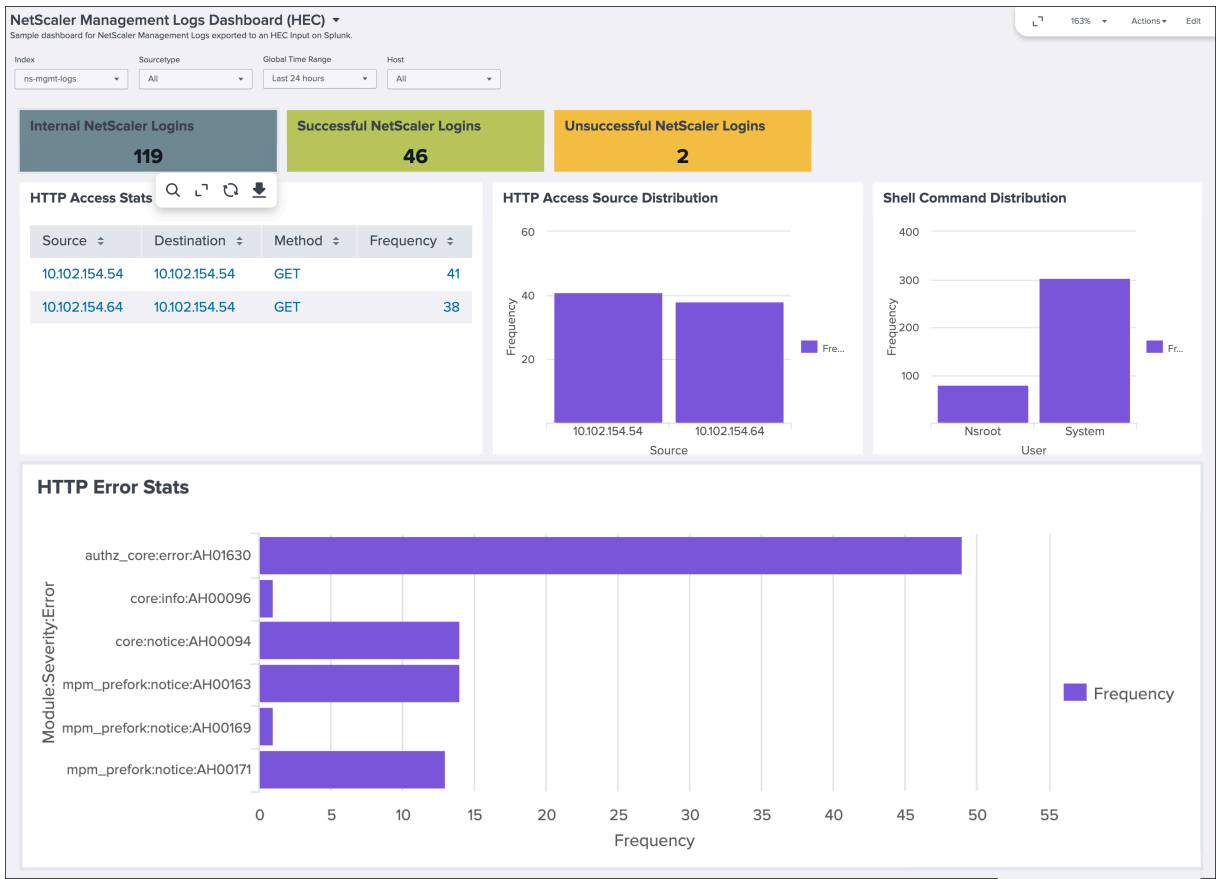 NetScaler Management Logs Dashboard (HEC)
163% Actions Edit
Sample dashboard for NetScaler Management Logs exported to an HEC Input on Splunk.
Index Sourcetype Global Time Range Host
ns-mgmt-logs All Last 24 hours All
Internal NetScaler Logins
119
Successful NetScaler Logins
46
Unsuccessful NetScaler Logins
2
HTTP Access Stats
Source Destination Method Frequency
10.102.154.54 10.102.154.54 GET 41
10.102.154.64 10.102.154.54 GET 38
HTTP Access Source Distribution
60
40
20
Frequency
10.102.154.54 10.102.154.64
Source
Fre...
Shell Command Distribution
400
300
200
100
Frequency
Nsroot System
User
Fr...
HTTP Error Stats
Module:Severity:Error
authz_core:error:AH01630
core:info:AH00096
core:notice:AH00094
mpm_prefork:notice:AH00163
mpm_prefork:notice:AH00169
mpm_prefork:notice:AH00171
0 5 10 15 20 25 30 35 40 45 50 55
Frequency
Frequency